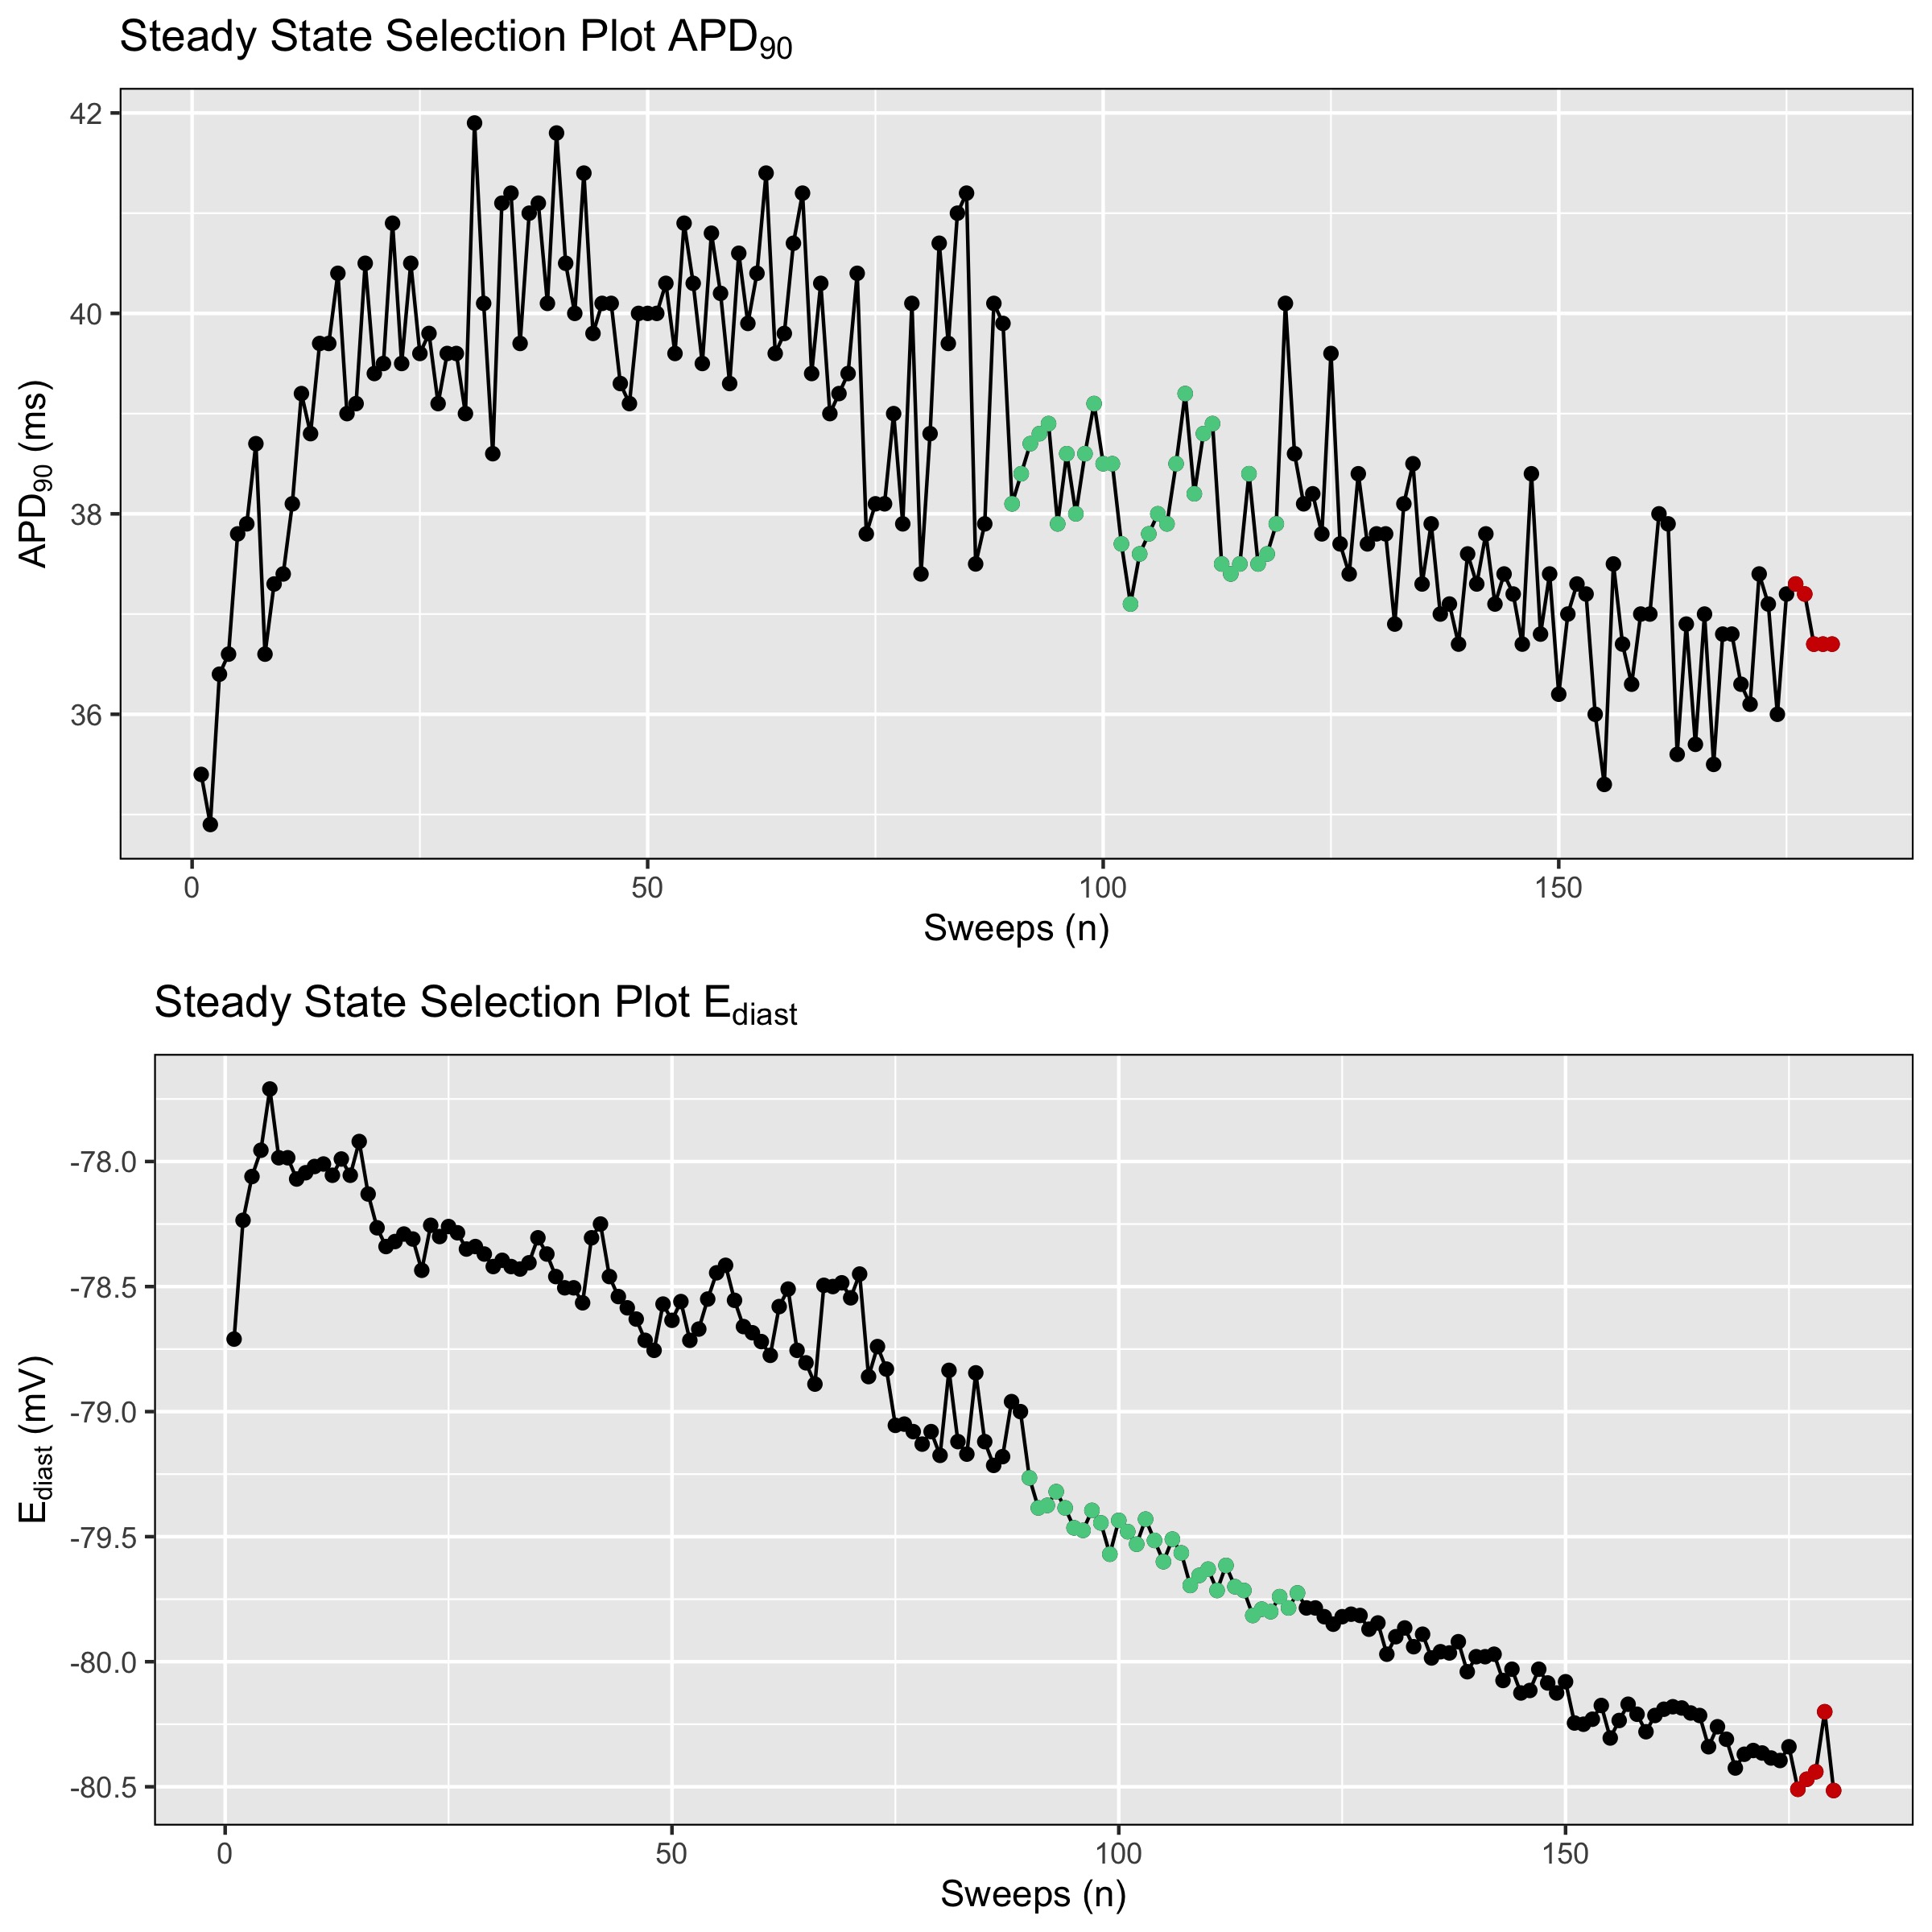 Steady State Selection Plot APD90
42
40
38
36
APD90 (ms)
0 50 100 150
Sweeps (n)
Steady State Selection Plot Ediast
-78.0
-78.5
-79.0
-79.5
-80.0
-80.5
Ediast (mV)
0 50 100 150
Sweeps (n)